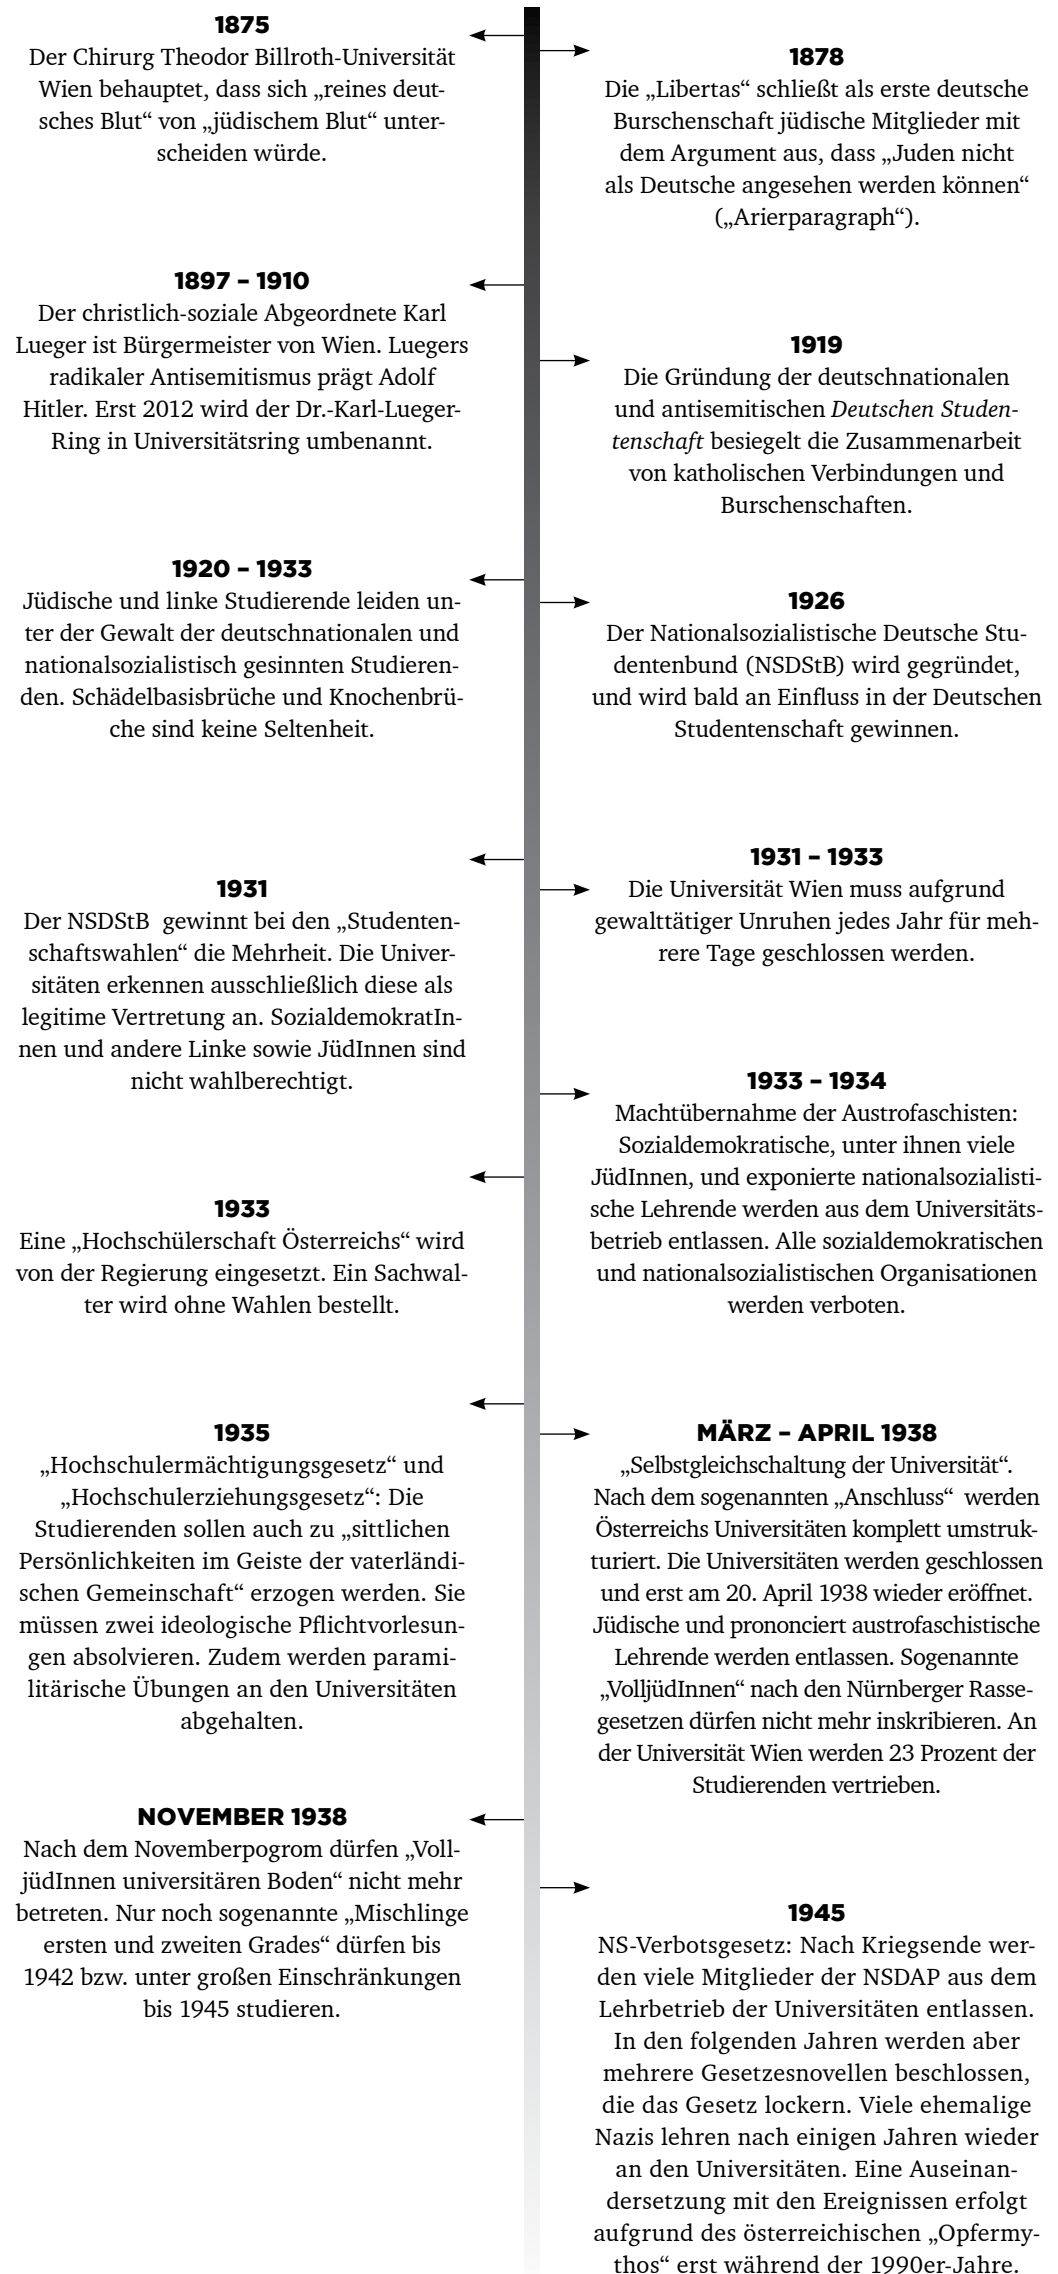 1875
Der Chirurg Theodor Billroth-Universität
Wien behauptet, dass sich „reines deut-
sches Blut“ von „jüdischem Blut“ unter-
scheiden würde.
1878
Die „Libertas“ schließt als erste deutsche
Burschenschaft jüdische Mitglieder mit
dem Argument aus, dass „Juden nicht
als Deutsche angesehen werden können“
(„Arierparagraph“).
1897 – 1910
Der christlich-soziale Abgeordnete Karl
Lueger ist Bürgermeister von Wien. Luegers
radikaler Antisemitismus prägt Adolf
Hitler. Erst 2012 wird der Dr.-Karl-Lueger-
Ring in Universitätsring umbenannt.
1919
Die Gründung der deutschnationalen
und antisemitischen Deutschen Studen-
tenschaft besiegelt die Zusammenarbeit
von katholischen Verbindungen und
Burschenschaften.
1920 – 1933
Jüdische und linke Studierende leiden un-
ter der Gewalt der deutschnationalen und
nationalsozialistisch gesinnten Studieren-
den. Schädelbasisbrüche und Knochenbrü-
che sind keine Seltenheit.
1926
Der Nationalsozialistische Deutsche Stu-
dentenbund (NSDStB) wird gegründet,
und wird bald an Einfluss in der Deutschen
Studentenschaft gewinnen.
1931
Der NSDStB gewinnt bei den „Studenten-
schaftswahlen“ die Mehrheit. Die Univer-
sitäten erkennen ausschließlich diese als
legitime Vertretung an. SozialdemokratIn-
nen und andere Linke sowie JüdInnen sind
nicht wahlberechtigt.
1931 – 1933
Die Universität Wien muss aufgrund
gewalttätiger Unruhen jedes Jahr für meh-
rere Tage geschlossen werden.
1933 – 1934
Machtübernahme der Austrofaschisten:
Sozialdemokratische, unter ihnen viele
JüdInnen, und exponierte nationalsozialisti-
sche Lehrende werden aus dem Universitäts-
betrieb entlassen. Alle sozialdemokratischen
und nationalsozialistischen Organisationen
werden verboten.
1933
Eine „Hochschülerschaft Österreichs“ wird
von der Regierung eingesetzt. Ein Sachwal-
ter wird ohne Wahlen bestellt.
1935
„Hochschulermächtigungsgesetz“ und
„Hochschulerziehungsgesetz“: Die
Studierenden sollen auch zu „sittlichen
Persönlichkeiten im Geiste der vaterländi-
schen Gemeinschaft“ erzogen werden. Sie
müssen zwei ideologische Pflichtvorlesun-
gen absolvieren. Zudem werden parami-
litärische Übungen an den Universitäten
abgehalten.
MÄRZ – APRIL 1938
„Selbstgleichschaltung der Universität“.
Nach dem sogenannten „Anschluss“ werden
Österreichs Universitäten komplett umstruk-
turiert. Die Universitäten werden geschlossen
und erst am 20. April 1938 wieder eröffnet.
Jüdische und prononciert austrofaschistische
Lehrende werden entlassen. Sogenannte
„VolljüdInnen“ nach den Nürnberger Rasse-
gesetzen dürfen nicht mehr inskribieren. An
der Universität Wien werden 23 Prozent der
Studierenden vertrieben.
NOVEMBER 1938
Nach dem Novemberpogrom dürfen „Voll-
jüdInnen universitären Boden“ nicht mehr
betreten. Nur noch sogenannte „Mischlinge
ersten und zweiten Grades“ dürfen bis
1942 bzw. unter großen Einschränkungen
bis 1945 studieren.
1945
NS-Verbotsgesetz: Nach Kriegsende wer-
den viele Mitglieder der NSDAP aus dem
Lehrbetrieb der Universitäten entlassen.
In den folgenden Jahren werden aber
mehrere Gesetzesnovellen beschlossen,
die das Gesetz lockern. Viele ehemalige
Nazis lehren nach einigen Jahren wieder
an den Universitäten. Eine Auseinan-
dersetzung mit den Ereignissen erfolgt
aufgrund des österreichischen „Opfermy-
thos“ erst während der 1990er-Jahre.